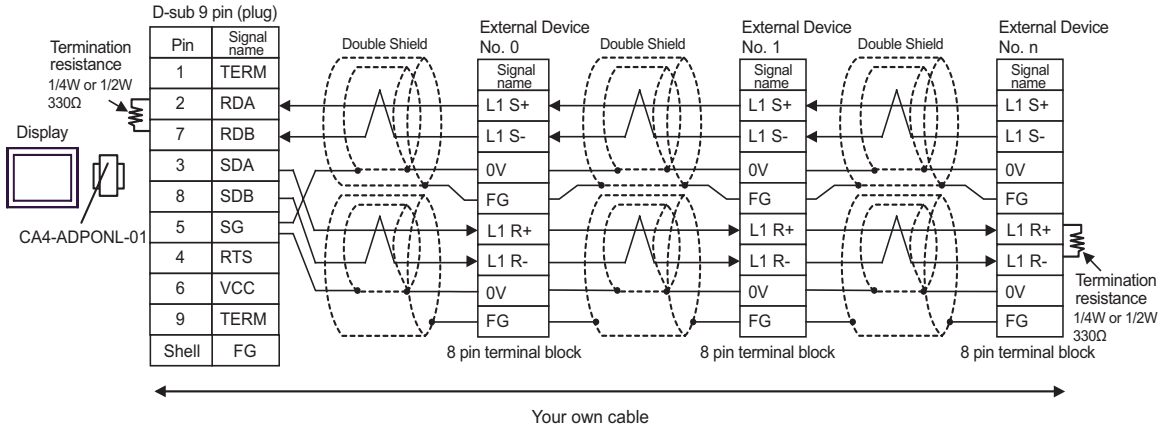 D-sub 9 pin (plug)
Pin Signal name
1 TERM
2 RDA
7 RDB
3 SDA
8 SDB
5 SG
4 RTS
6 VCC
9 TERM
Shell FG
Termination
resistance
1/4W or 1/2W
330Ω
Display
CA4-ADPONL-01
Double Shield
External Device
No. 0
Signal
name
L1 S+
L1 S-
0V
FG
L1 R+
L1 R-
0V
FG
8 pin terminal block
Double Shield
External Device
No. 1
Signal
name
L1 S+
L1 S-
0V
FG
L1 R+
L1 R-
0V
FG
8 pin terminal block
Double Shield
External Device
No. n
Signal
name
L1 S+
L1 S-
0V
FG
L1 R+
L1 R-
0V
FG
8 pin terminal block
Termination
resistance
1/4W or 1/2W
330Ω
Your own cable